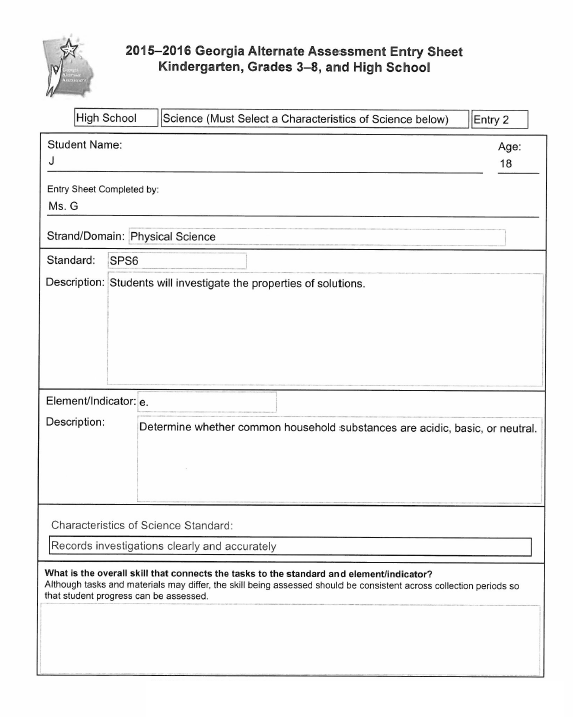 2015–2016 Georgia Alternate Assessment Entry Sheet
Kindergarten, Grades 3–8, and High School
High School
Science (Must Select a Characteristics of Science below)
Entry 2
Student Name:
Age:
J
18
Entry Sheet Completed by:
Ms. G
Strand/Domain: Physical Science
Standard: SPS6
Description: Students will investigate the properties of solutions.
Element/Indicator: e.
Description: Determine whether common household substances are acidic, basic, or neutral.
Characteristics of Science Standard:
Records investigations clearly and accurately
What is the overall skill that connects the tasks to the standard and element/indicator?
Although tasks and materials may differ, the skill being assessed should be consistent across collection periods so
that student progress can be assessed.